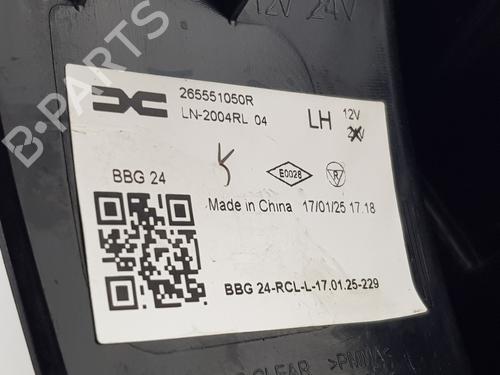 12V 24V
B-PARTS
265551050R
LN-2004RL 04
LH 12V
24V
BBG 24
E0028
R
Made in China 17/01/25 17.18
BBG 24-RCL-L-17.01.25-229
CLEAR